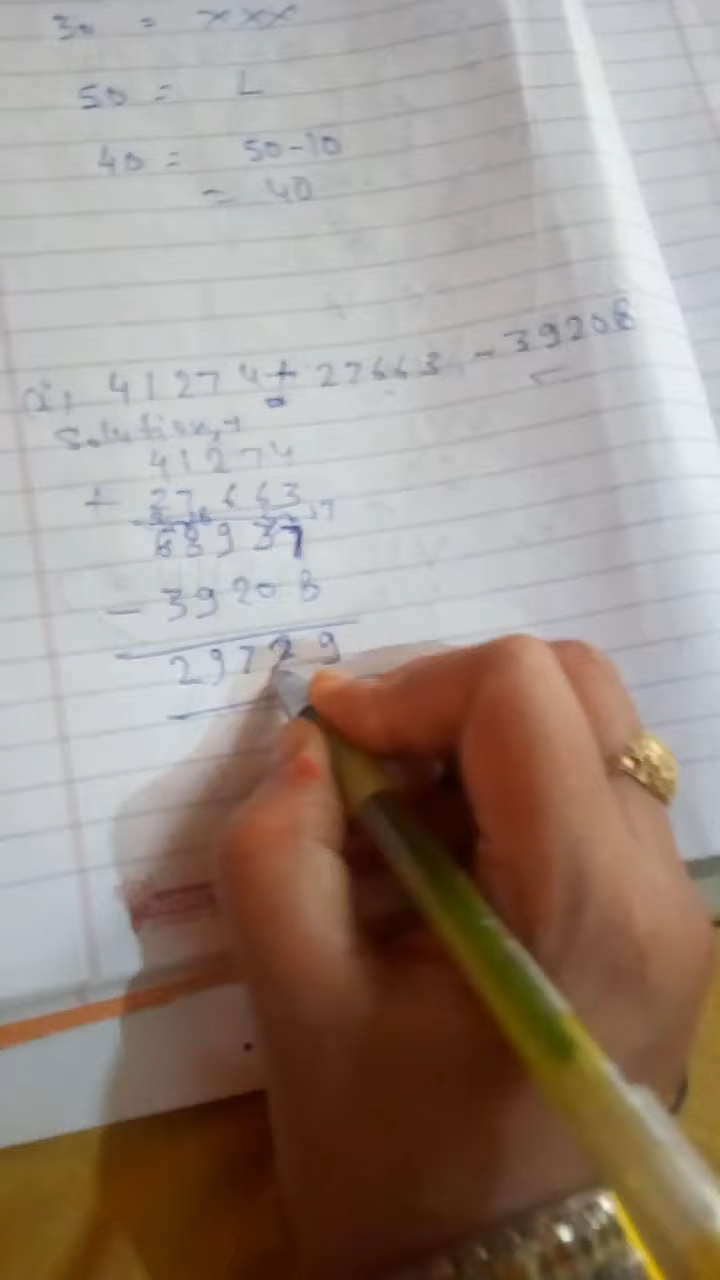 30 = XXX
50 = L
40 = 50-10
= 40
Q, 41274 + 27663 - 39208
Solution,→
41274
+ 27663
68937
- 39208
29729